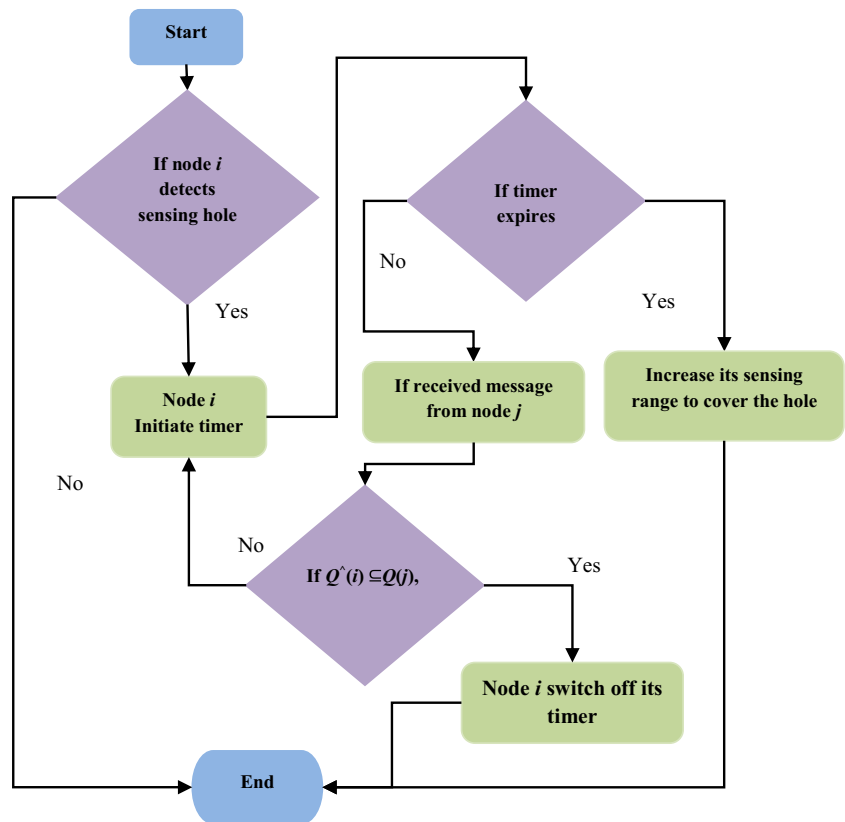 Start
If node i
detects
sensing hole
Yes
No
Node i
Initiate timer
If timer
expires
No
Yes
If received message
from node j
Increase its sensing
range to cover the hole
If Q^(i) ⊆Q(j),
No
Yes
Node i switch off its
timer
End